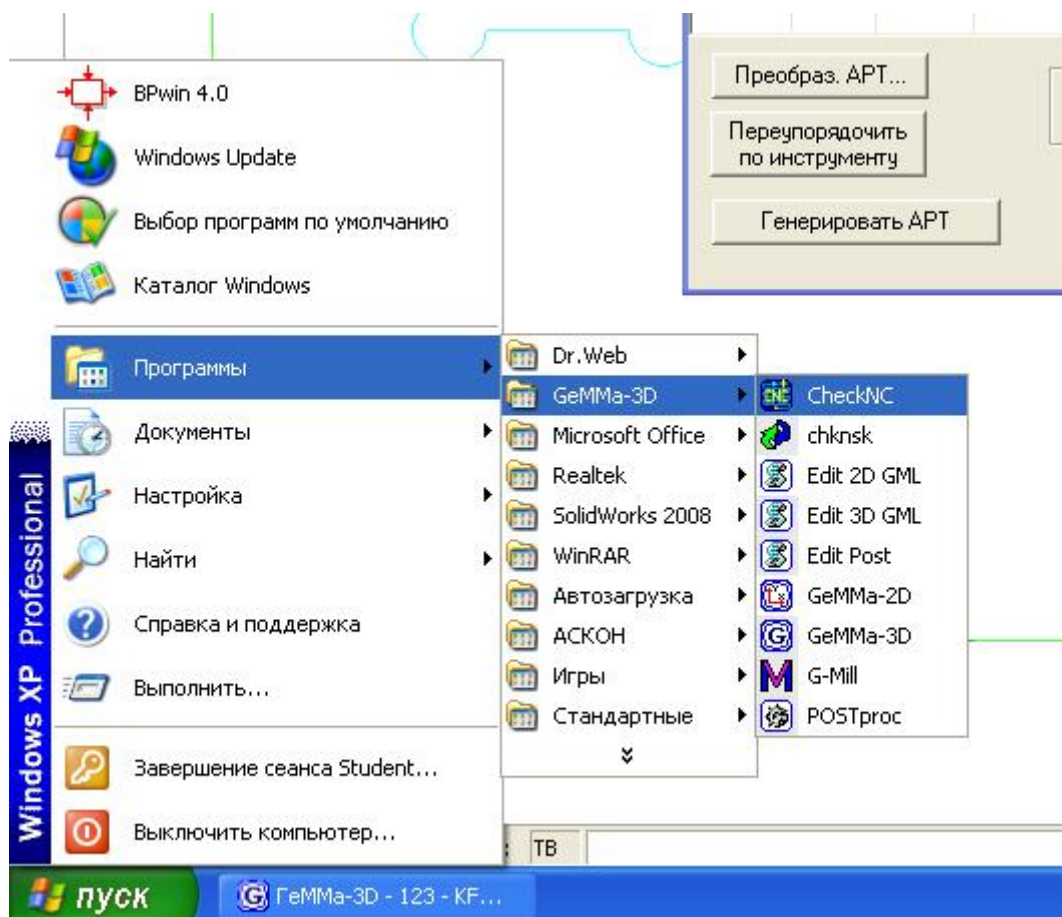 Преобраз. АРТ...
Переупорядочить
по инструменту
Генерировать АРТ
BPwin 4.0
Windows Update
Выбор программ по умолчанию
Каталог Windows
Программы
Документы
Настройка
Найти
Справка и поддержка
Выполнить...
Завершение сеанса Student...
Выключить компьютер...
Windows XP Professional
Dr.Web
GeMMa-3D
Microsoft Office
Realtek
SolidWorks 2008
WinRAR
Автозагрузка
АСКОН
Игры
Стандартные
CheckNC
chknsk
Edit 2D GML
Edit 3D GML
Edit Post
GeMMa-2D
GeMMa-3D
G-Mill
POSTproc
ТВ
пуск
ГеММа-3D - 123 - KF...